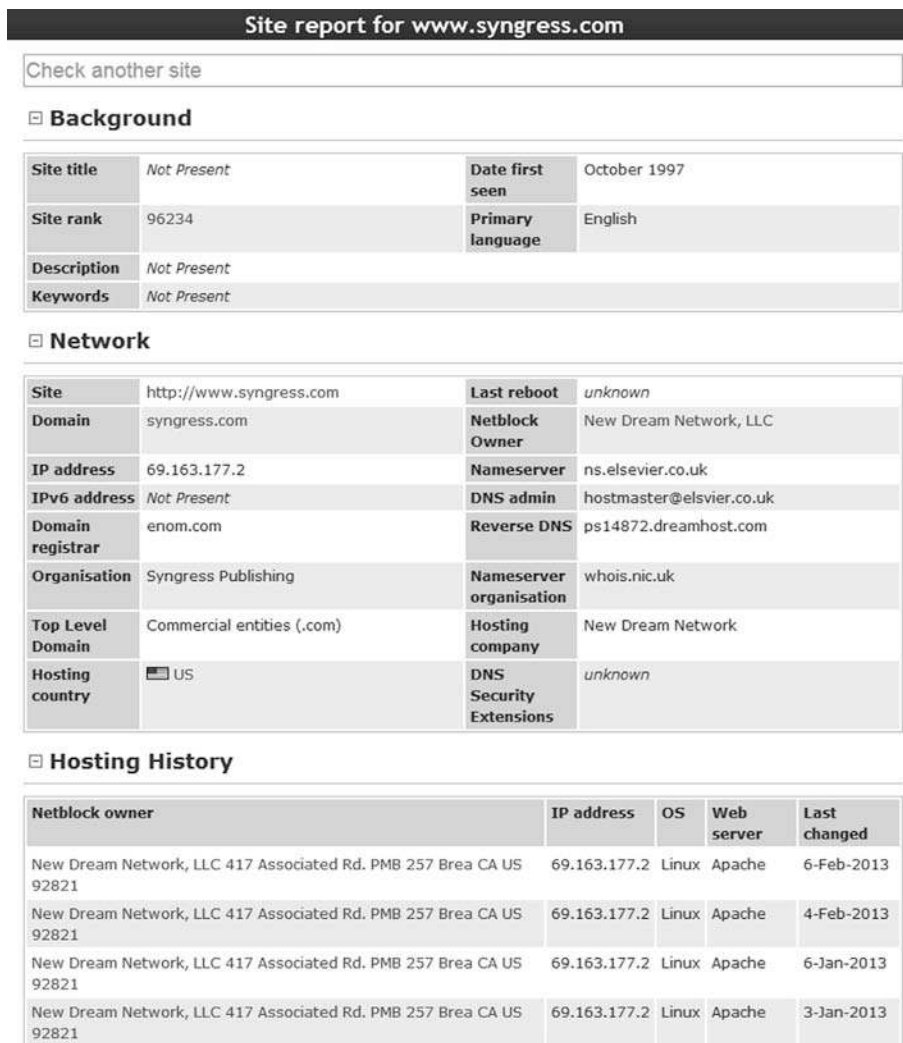 Site report for www.syngress.com
Check another site
Background
Site title Not Present Date first seen October 1997
Site rank 96234 Primary language English
Description Not Present
Keywords Not Present
Network
Site http://www.syngress.com Last reboot unknown
Domain syngress.com Netblock Owner New Dream Network, LLC
IP address 69.163.177.2 Nameserver ns.elsevier.co.uk
IPv6 address Not Present DNS admin hostmaster@elsvier.co.uk
Domain registrar enom.com Reverse DNS ps14872.dreamhost.com
Organisation Syngress Publishing Nameserver organisation whois.nic.uk
Top Level Domain Commercial entities (.com) Hosting company New Dream Network
Hosting country US DNS Security Extensions unknown
Hosting History
Netblock owner IP address OS Web server Last changed
New Dream Network, LLC 417 Associated Rd. PMB 257 Brea CA US 92821 69.163.177.2 Linux Apache 6-Feb-2013
New Dream Network, LLC 417 Associated Rd. PMB 257 Brea CA US 92821 69.163.177.2 Linux Apache 4-Feb-2013
New Dream Network, LLC 417 Associated Rd. PMB 257 Brea CA US 92821 69.163.177.2 Linux Apache 6-Jan-2013
New Dream Network, LLC 417 Associated Rd. PMB 257 Brea CA US 92821 69.163.177.2 Linux Apache 3-Jan-2013